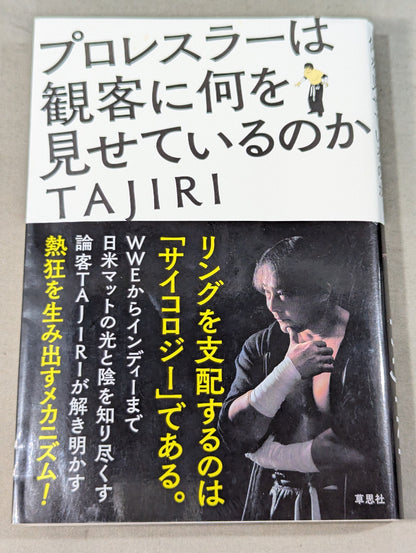 プロレスラーは
観客に何を
見せているのか
TAJIRI
リングを支配するのは
「サイコロジー」である。
WWEからインディーまで
日米マットの光と陰を知り尽くす
論客TAJIRIが解き明かす
熱狂を生み出すメカニズム！
草思社